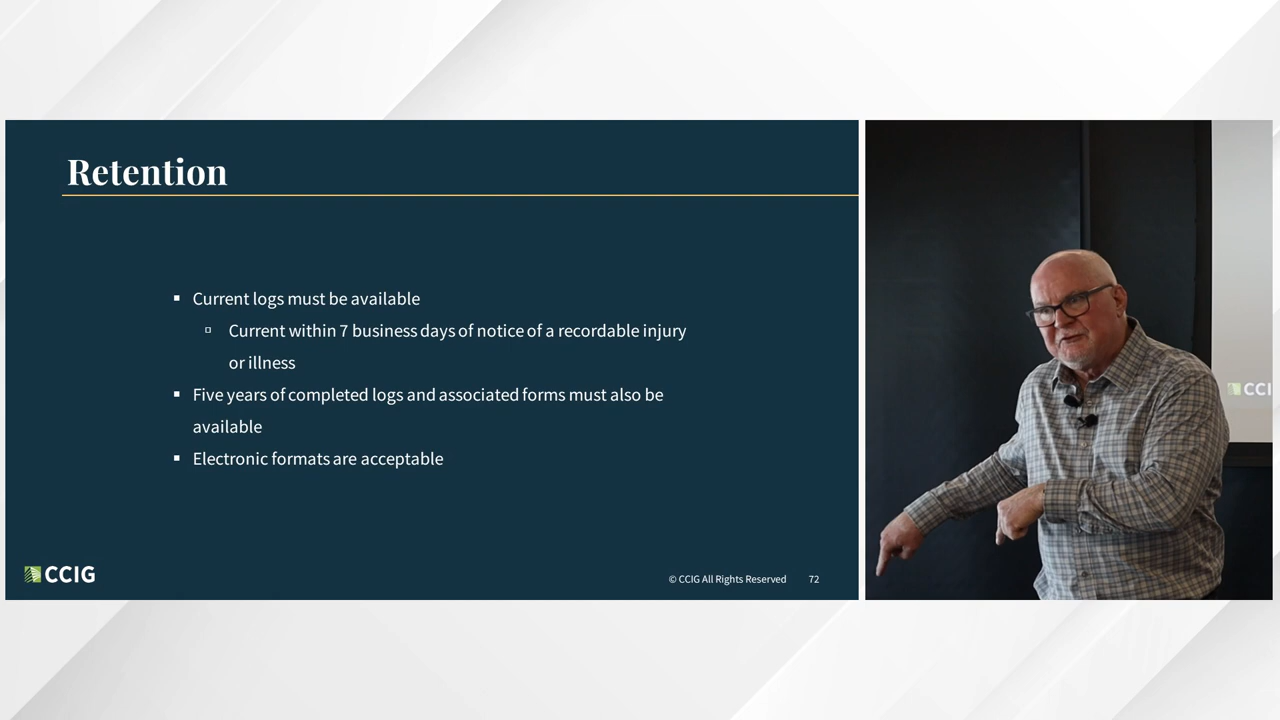 Retention
▪ Current logs must be available
▫ Current within 7 business days of notice of a recordable injury
or illness
▪ Five years of completed logs and associated forms must also be
available
▪ Electronic formats are acceptable
CCIG
© CCIG All Rights Reserved 72
CCI